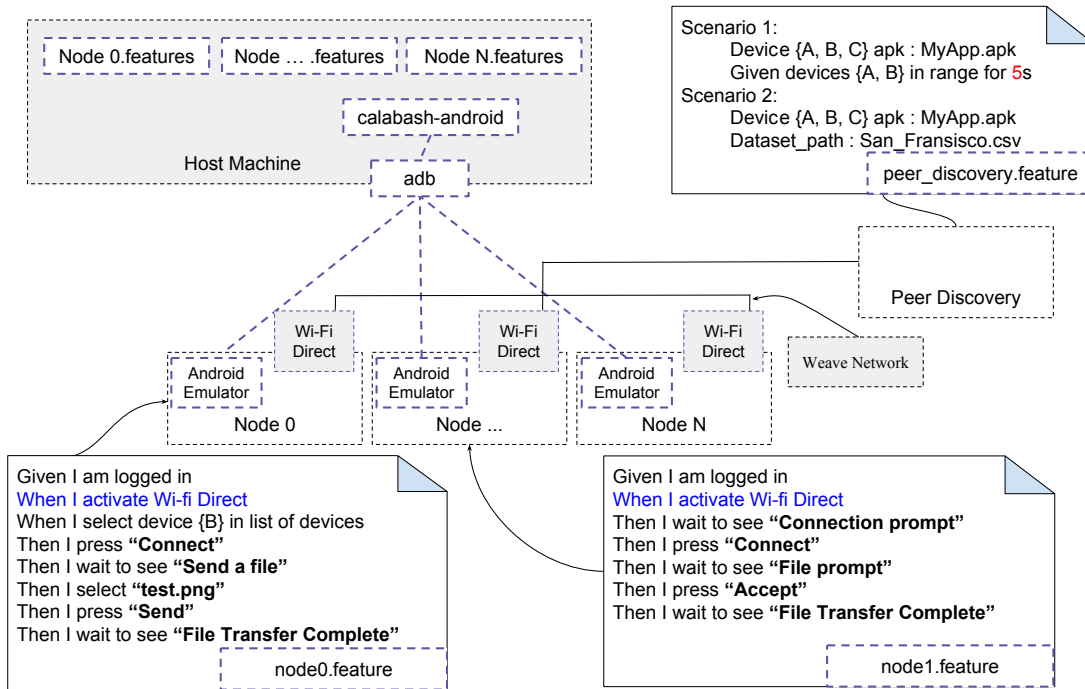 Node 0.features
Node … .features
Node N.features
calabash-android
Host Machine
adb
Scenario 1:
Device {A, B, C} apk : MyApp.apk
Given devices {A, B} in range for 5s
Scenario 2:
Device {A, B, C} apk : MyApp.apk
Dataset_path : San_Fransisco.csv
peer_discovery.feature
Peer Discovery
Wi-Fi
Direct
Wi-Fi
Direct
Wi-Fi
Direct
Weave Network
Android
Emulator
Node 0
Android
Emulator
Node ...
Android
Emulator
Node N
Given I am logged in
When I activate Wi-fi Direct
When I select device {B} in list of devices
Then I press “Connect”
Then I wait to see “Send a file”
Then I select “test.png”
Then I press “Send”
Then I wait to see “File Transfer Complete”
node0.feature
Given I am logged in
When I activate Wi-fi Direct
Then I wait to see “Connection prompt”
Then I press “Connect”
Then I wait to see “File prompt”
Then I press “Accept”
Then I wait to see “File Transfer Complete”
node1.feature